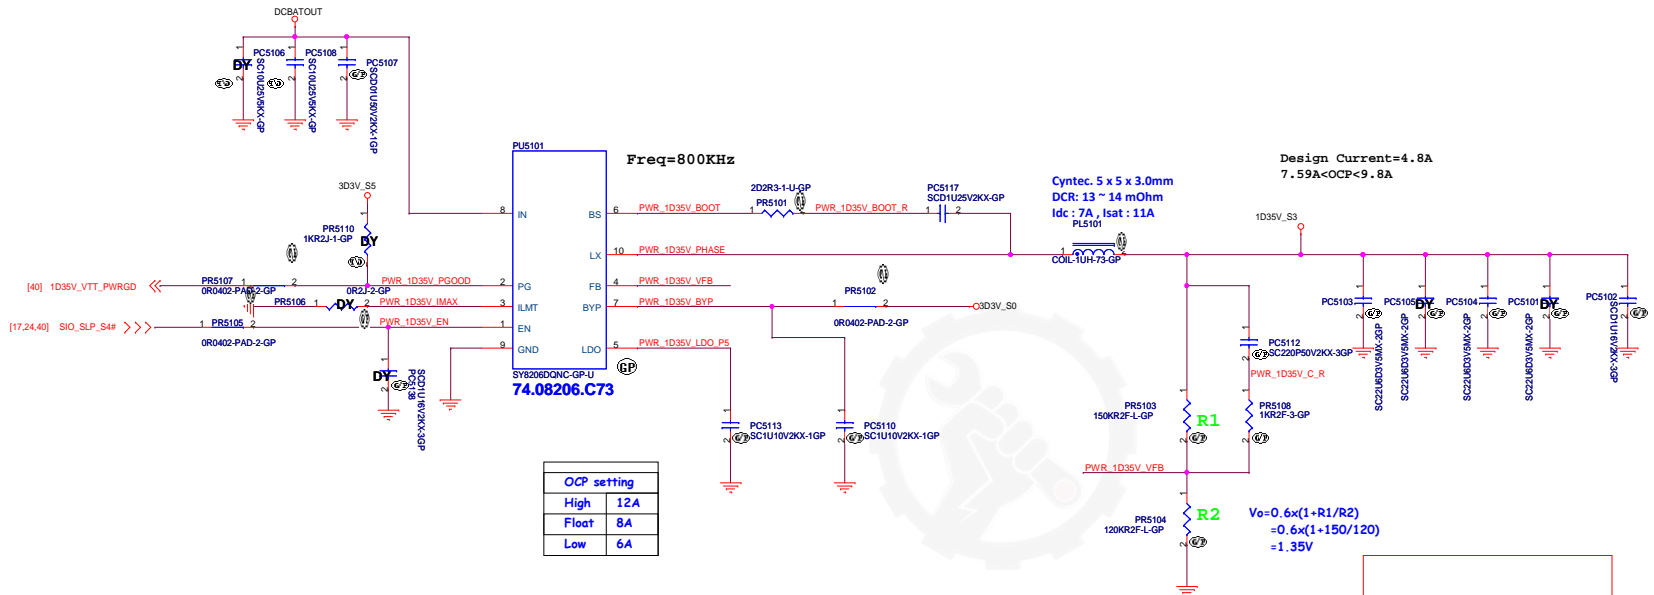 DCBATOUT
PC5106
SC10U25V5KX-GP
DY
PC5108
SC10U25V5KX-GP
PC5107
SCD01U50V2KX-1GP
PU5101
Freq=800KHz
Design Current=4.8A
7.59A<OCP<9.8A
3D3V_S5
PR5110
1KR2J-1-GP
DY
2D2R3-1-U-GP
PR5101
PC5117
SCD1U25V2KX-GP
Cyntec. 5 x 5 x 3.0mm
DCR: 13 ~ 14 mOhm
Idc : 7A , Isat : 11A
PL5101
COIL-1UH-73-GP
1D35V_S3
8 IN
BS 6 PWR_1D35V_BOOT
PWR_1D35V_BOOT_R
LX 10 PWR_1D35V_PHASE
[40] 1D35V_VTT_PWRGD
PR5107
0R0402-PAD-2-GP
0R2J-2-GP
PWR_1D35V_PGOOD 2 PG
FB 4 PWR_1D35V_VFB
PR5106
DY
PWR_1D35V_IMAX 3 ILMT
BYP 7 PWR_1D35V_BYP
PR5102
0R0402-PAD-2-GP
3D3V_S0
[17,24,40] SIO_SLP_S4#
PR5105
0R0402-PAD-2-GP
PWR_1D35V_EN 1 EN
9 GND
LDO 5 PWR_1D35V_LDO_P5
GP
SY8206DQNC-GP-U
74.08206.C73
DY
PC5138
SCD1U16V2KX-3GP
PC5113
SC1U10V2KX-1GP
PC5110
SC1U10V2KX-1GP
PC5103
SC22U6D3V5MX-2GP
PC5105
DY
SC22U6D3V5MX-2GP
PC5104
SC22U6D3V5MX-2GP
PC5101
DY
SC22U6D3V5MX-2GP
PC5102
SCD1U16V2KX-3GP
PC5112
SC220P50V2KX-3GP
PWR_1D35V_C_R
PR5103
150KR2F-L-GP
R1
PR5108
1KR2F-3-GP
PWR_1D35V_VFB
PR5104
120KR2F-L-GP
R2
Vo=0.6x(1+R1/R2)
=0.6x(1+150/120)
=1.35V
OCP setting
High 12A
Float 8A
Low 6A